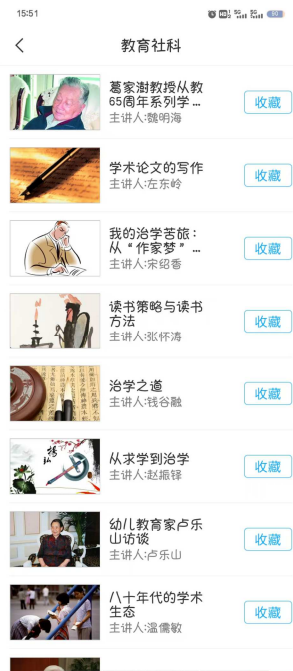 15:51
5G
5G
60
教育社科
葛家澍教授从教
65周年系列学...
主讲人:魏明海
收藏
学术论文的写作
主讲人:左东岭
收藏
我的治学苦旅：
从“作家梦”...
主讲人:宋绍香
收藏
读书策略与读书
方法
主讲人:张怀涛
收藏
治学之道
主讲人:钱谷融
收藏
从求学到治学
主讲人:赵振铎
收藏
幼儿教育家卢乐
山访谈
主讲人:卢乐山
收藏
八十年代的学术
生态
主讲人:温儒敏
收藏